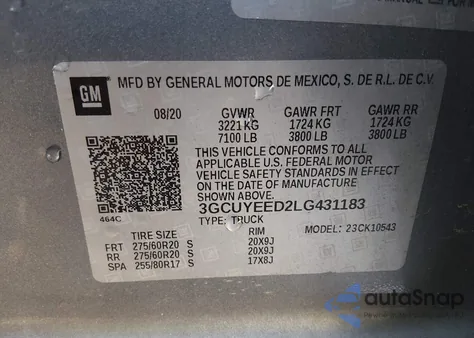 GM
MFD BY GENERAL MOTORS DE MEXICO, S. DE R.L. DE C.V.
08/20 GVWR GAWR FRT GAWR RR
3221 KG 1724 KG 1724 KG
7100 LB 3800 LB 3800 LB
THIS VEHICLE CONFORMS TO ALL
APPLICABLE U.S. FEDERAL MOTOR
VEHICLE SAFETY STANDARDS IN EFFECT
ON THE DATE OF MANUFACTURE SHOWN ABOVE.
3GCUYEED2LG431183
464C TYPE: TRUCK MODEL: 23CK10543
TIRE SIZE RIM
FRT 275/60R20 S 20X9J
RR 275/60R20 S 20X9J
SPA 255/80R17 S 17X8J
autoSnap